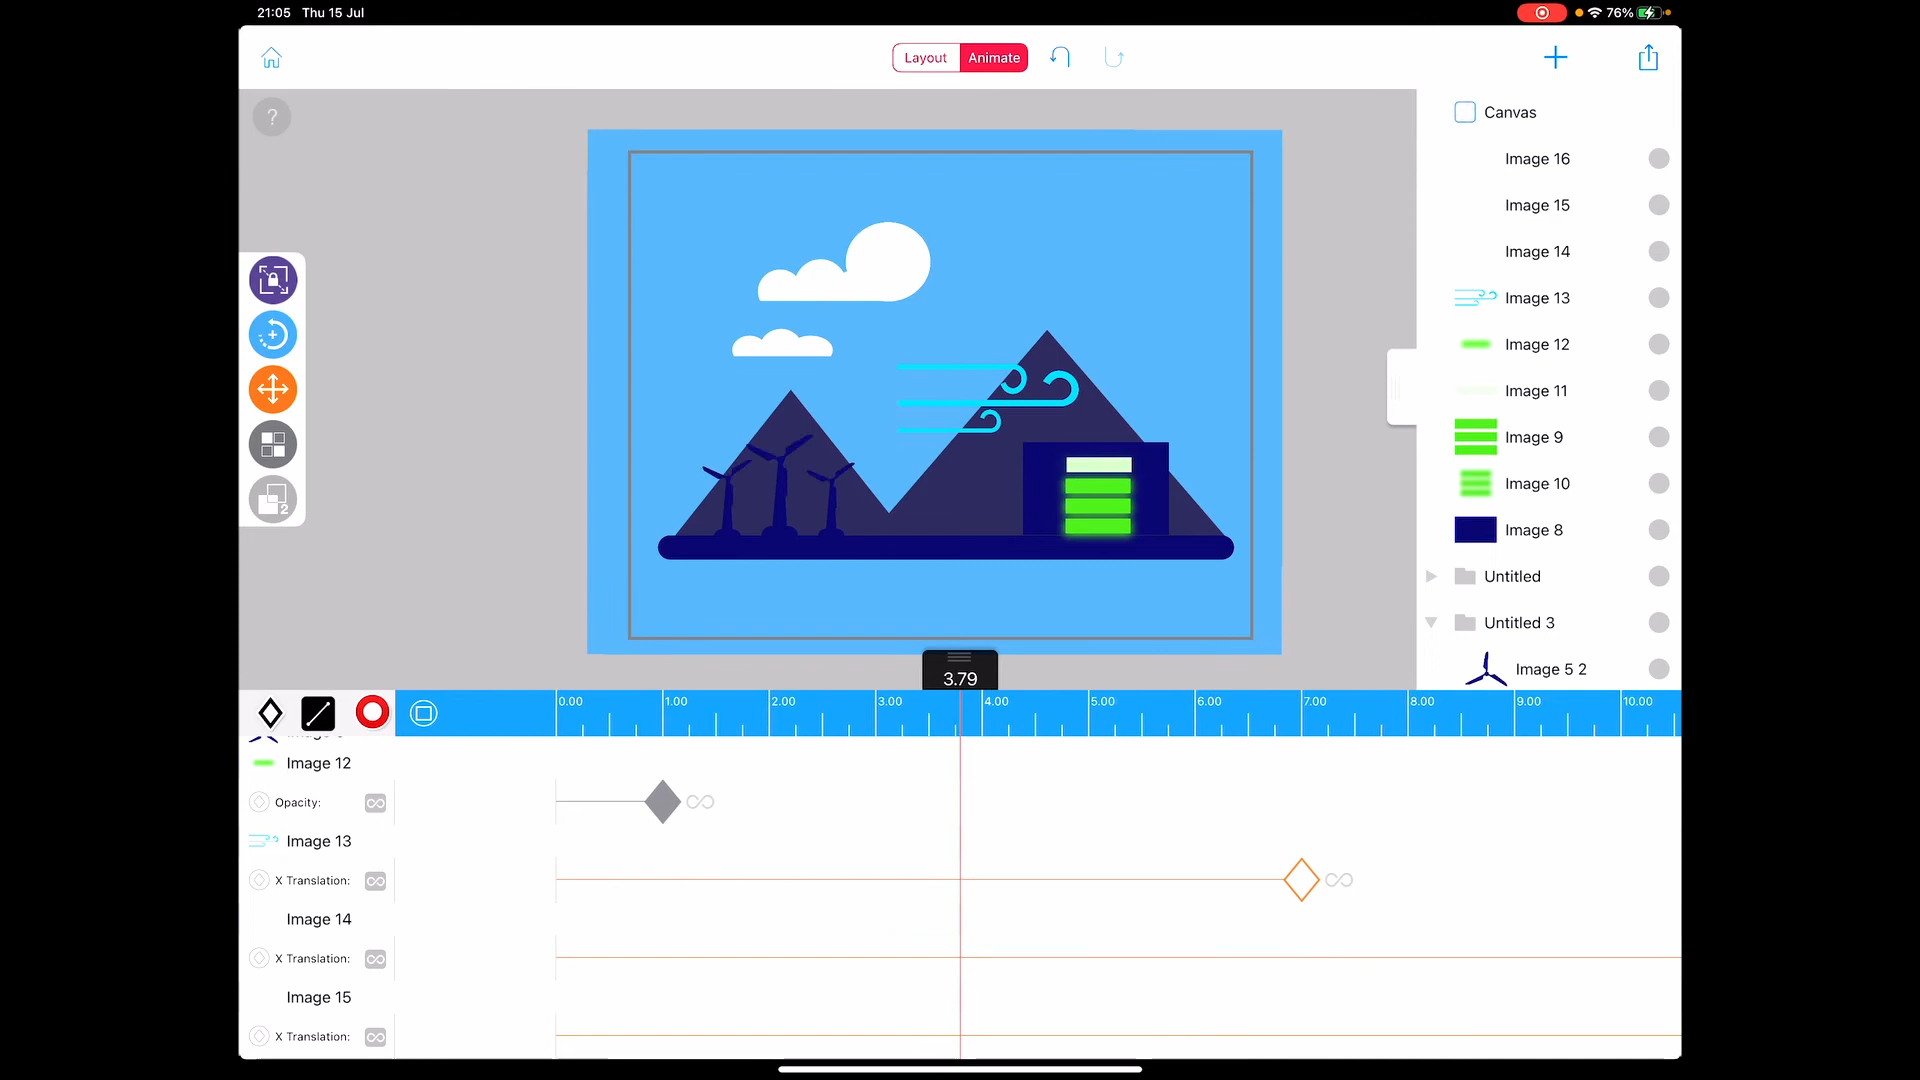 21:05 Thu 15 Jul
76%
Layout Animate
?
Canvas
Image 16
Image 15
Image 14
Image 13
Image 12
Image 11
Image 9
Image 10
Image 8
Untitled
Untitled 3
Image 5 2
2
3.79
0.00 1.00 2.00 3.00 4.00 5.00 6.00 7.00 8.00 9.00 10.00
Image 12
Opacity:
Image 13
X Translation:
Image 14
X Translation:
Image 15
X Translation: